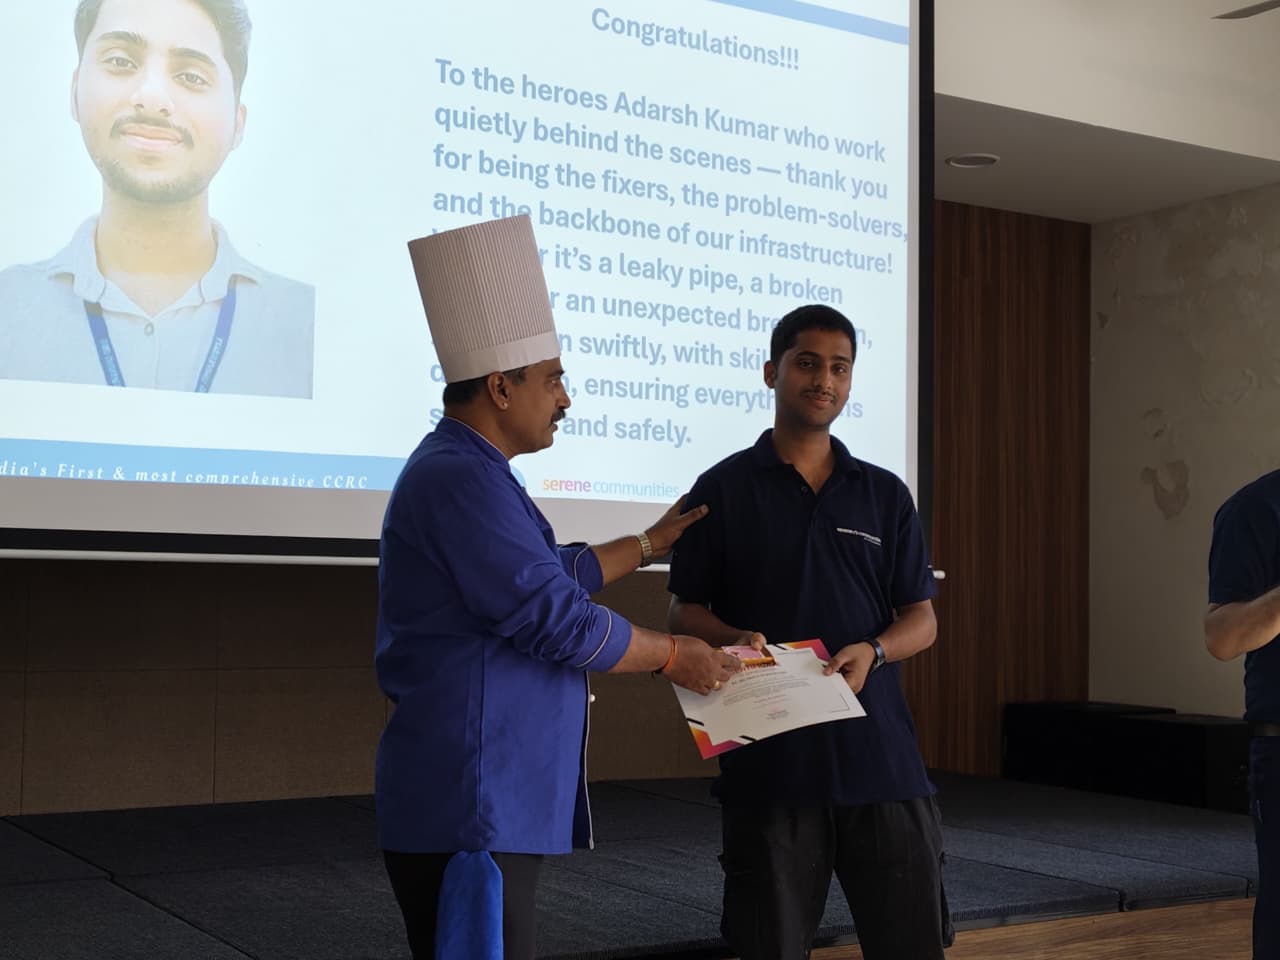 Congratulations!!!
To the heroes Adarsh Kumar who work
quietly behind the scenes — thank you
for being the fixers, the problem-solvers,
and the backbone of our infrastructure!
it's a leaky pipe, a broken
an unexpected
swiftly, with
ensuring
and safely.
dia's First & most comprehensive CCRC
serene communities